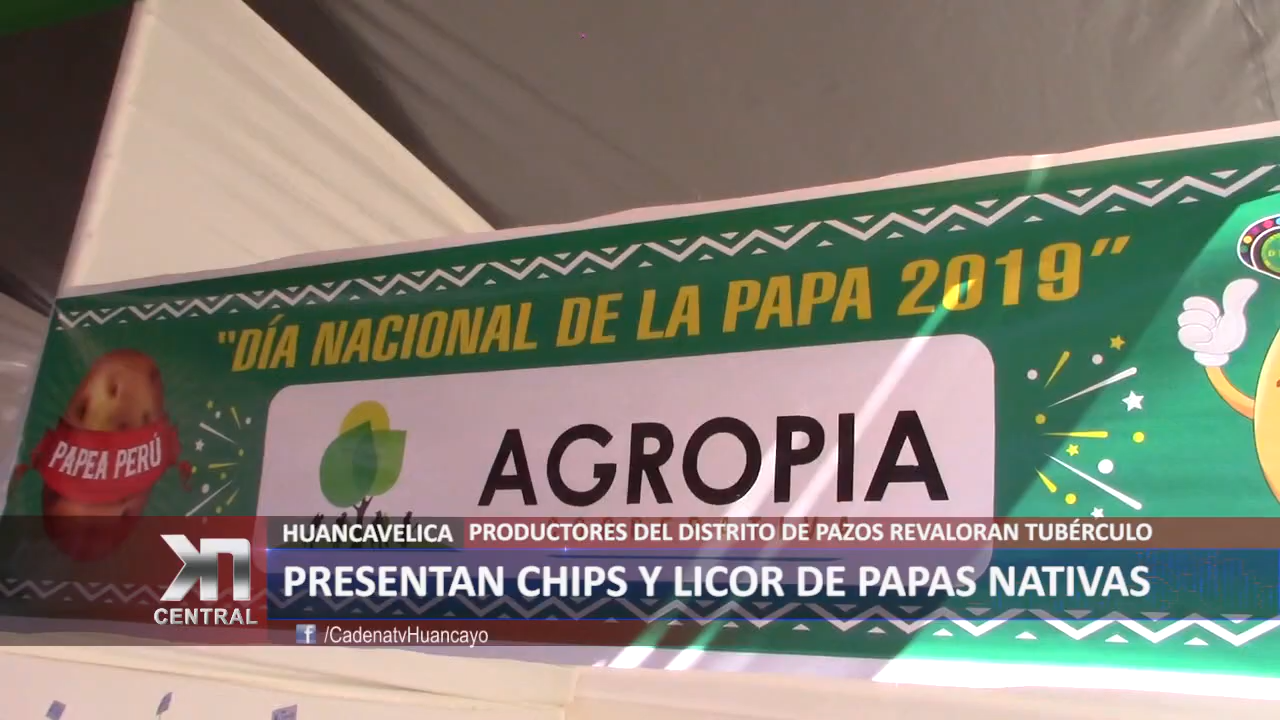 "DÍA NACIONAL DE LA PAPA 2019"
PAPEA PERÚ
AGROPIA
HUANCAVELICA PRODUCTORES DEL DISTRITO DE PAZOS REVALORAN TUBÉRCULO
PRESENTAN CHIPS Y LICOR DE PAPAS NATIVAS
KN
CENTRAL
/CadenatvHuancayo